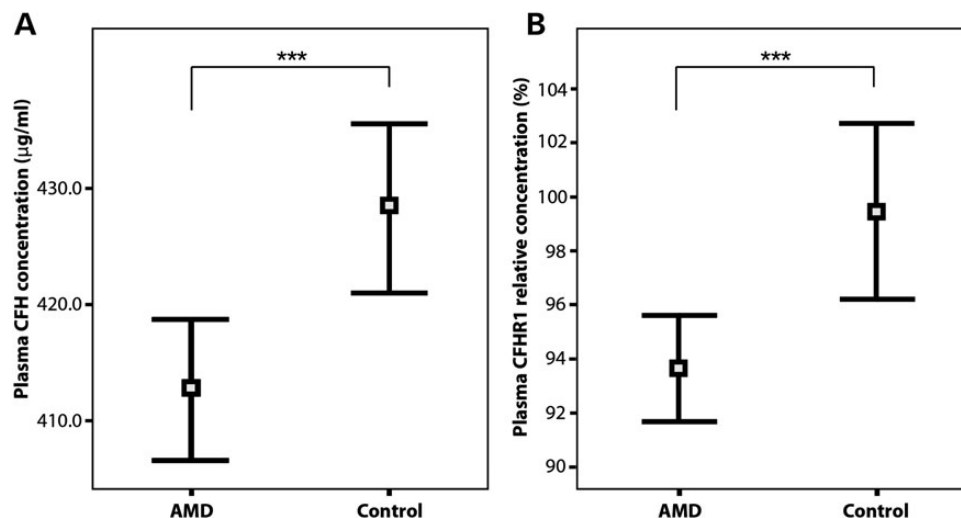 A
***
Plasma CFH concentration (µg/ml)
430.0
420.0
410.0
AMD
Control
B
***
Plasma CFHR1 relative concentration (%)
104
102
100
98
96
94
92
90
AMD
Control